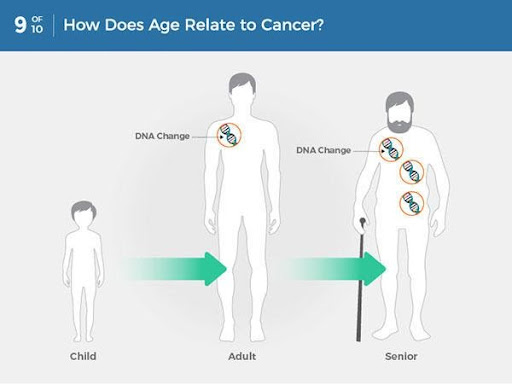 9 OF 10 How Does Age Relate to Cancer?
DNA Change
DNA Change
Child
Adult
Senior